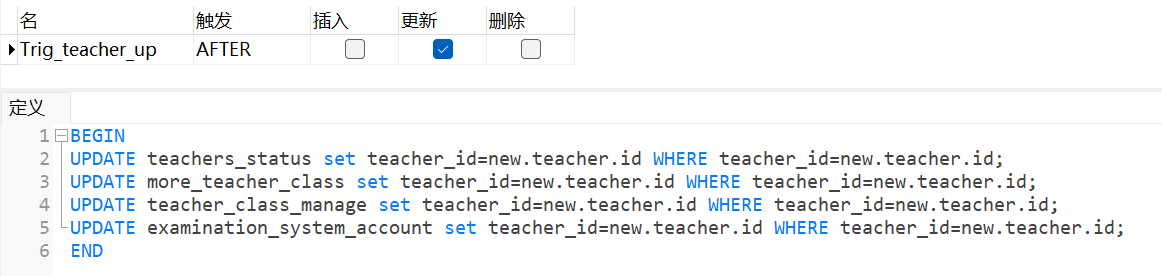 名 触发 插入 更新 删除
Trig_teacher_up AFTER
定义
1 BEGIN
2 UPDATE teachers_status set teacher_id=new.teacher.id WHERE teacher_id=new.teacher.id;
3 UPDATE more_teacher_class set teacher_id=new.teacher.id WHERE teacher_id=new.teacher.id;
4 UPDATE teacher_class_manage set teacher_id=new.teacher.id WHERE teacher_id=new.teacher.id;
5 UPDATE examination_system_account set teacher_id=new.teacher.id WHERE teacher_id=new.teacher.id;
6 END